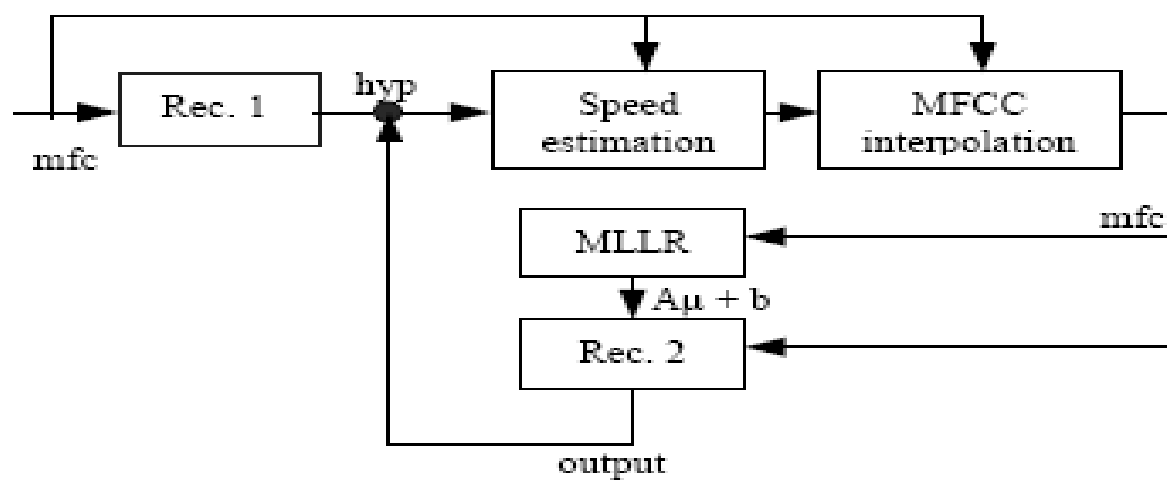 hyp
Rec. 1
Speed
estimation
MFCC
interpolation
mfc
mfc
MLLR
Aμ + b
Rec. 2
output